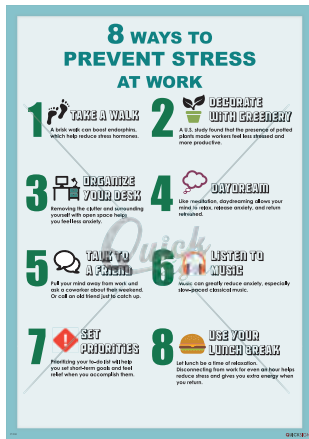 8 WAYS TO
PREVENT STRESS
AT WORK
1 TAKE A WALK
A brisk walk can boost endorphins,
which help reduce stress hormones.
2 DECORATE
WITH GREENERY
A U.S. study found that the presence of potted
plants made workers feel less stressed and
more productive.
3 ORGANIZE
YOUR DESK
Removing the clutter and surrounding
yourself with open space helps
you feel less anxiety.
4 DAYDREAM
Like meditation, daydreaming allows your
mind to relax, release anxiety, and return
refreshed.
5 TALK TO
A FRIEND
Pull your mind away from work and
ask a coworker about their weekend.
Or call an old friend just to catch up.
6 LISTEN TO
MUSIC
Music can greatly reduce anxiety, especially
slow-paced classical music.
Quick
7 SET
PRIORITIES
Prioritizing your to-do list will help
you set short-term goals and feel
relief when you accomplish them.
8 USE YOUR
LUNCH BREAK
Let lunch be a time of relaxation.
Disconnecting from work for even an hour helps
reduce stress and gives you extra energy when
you return.